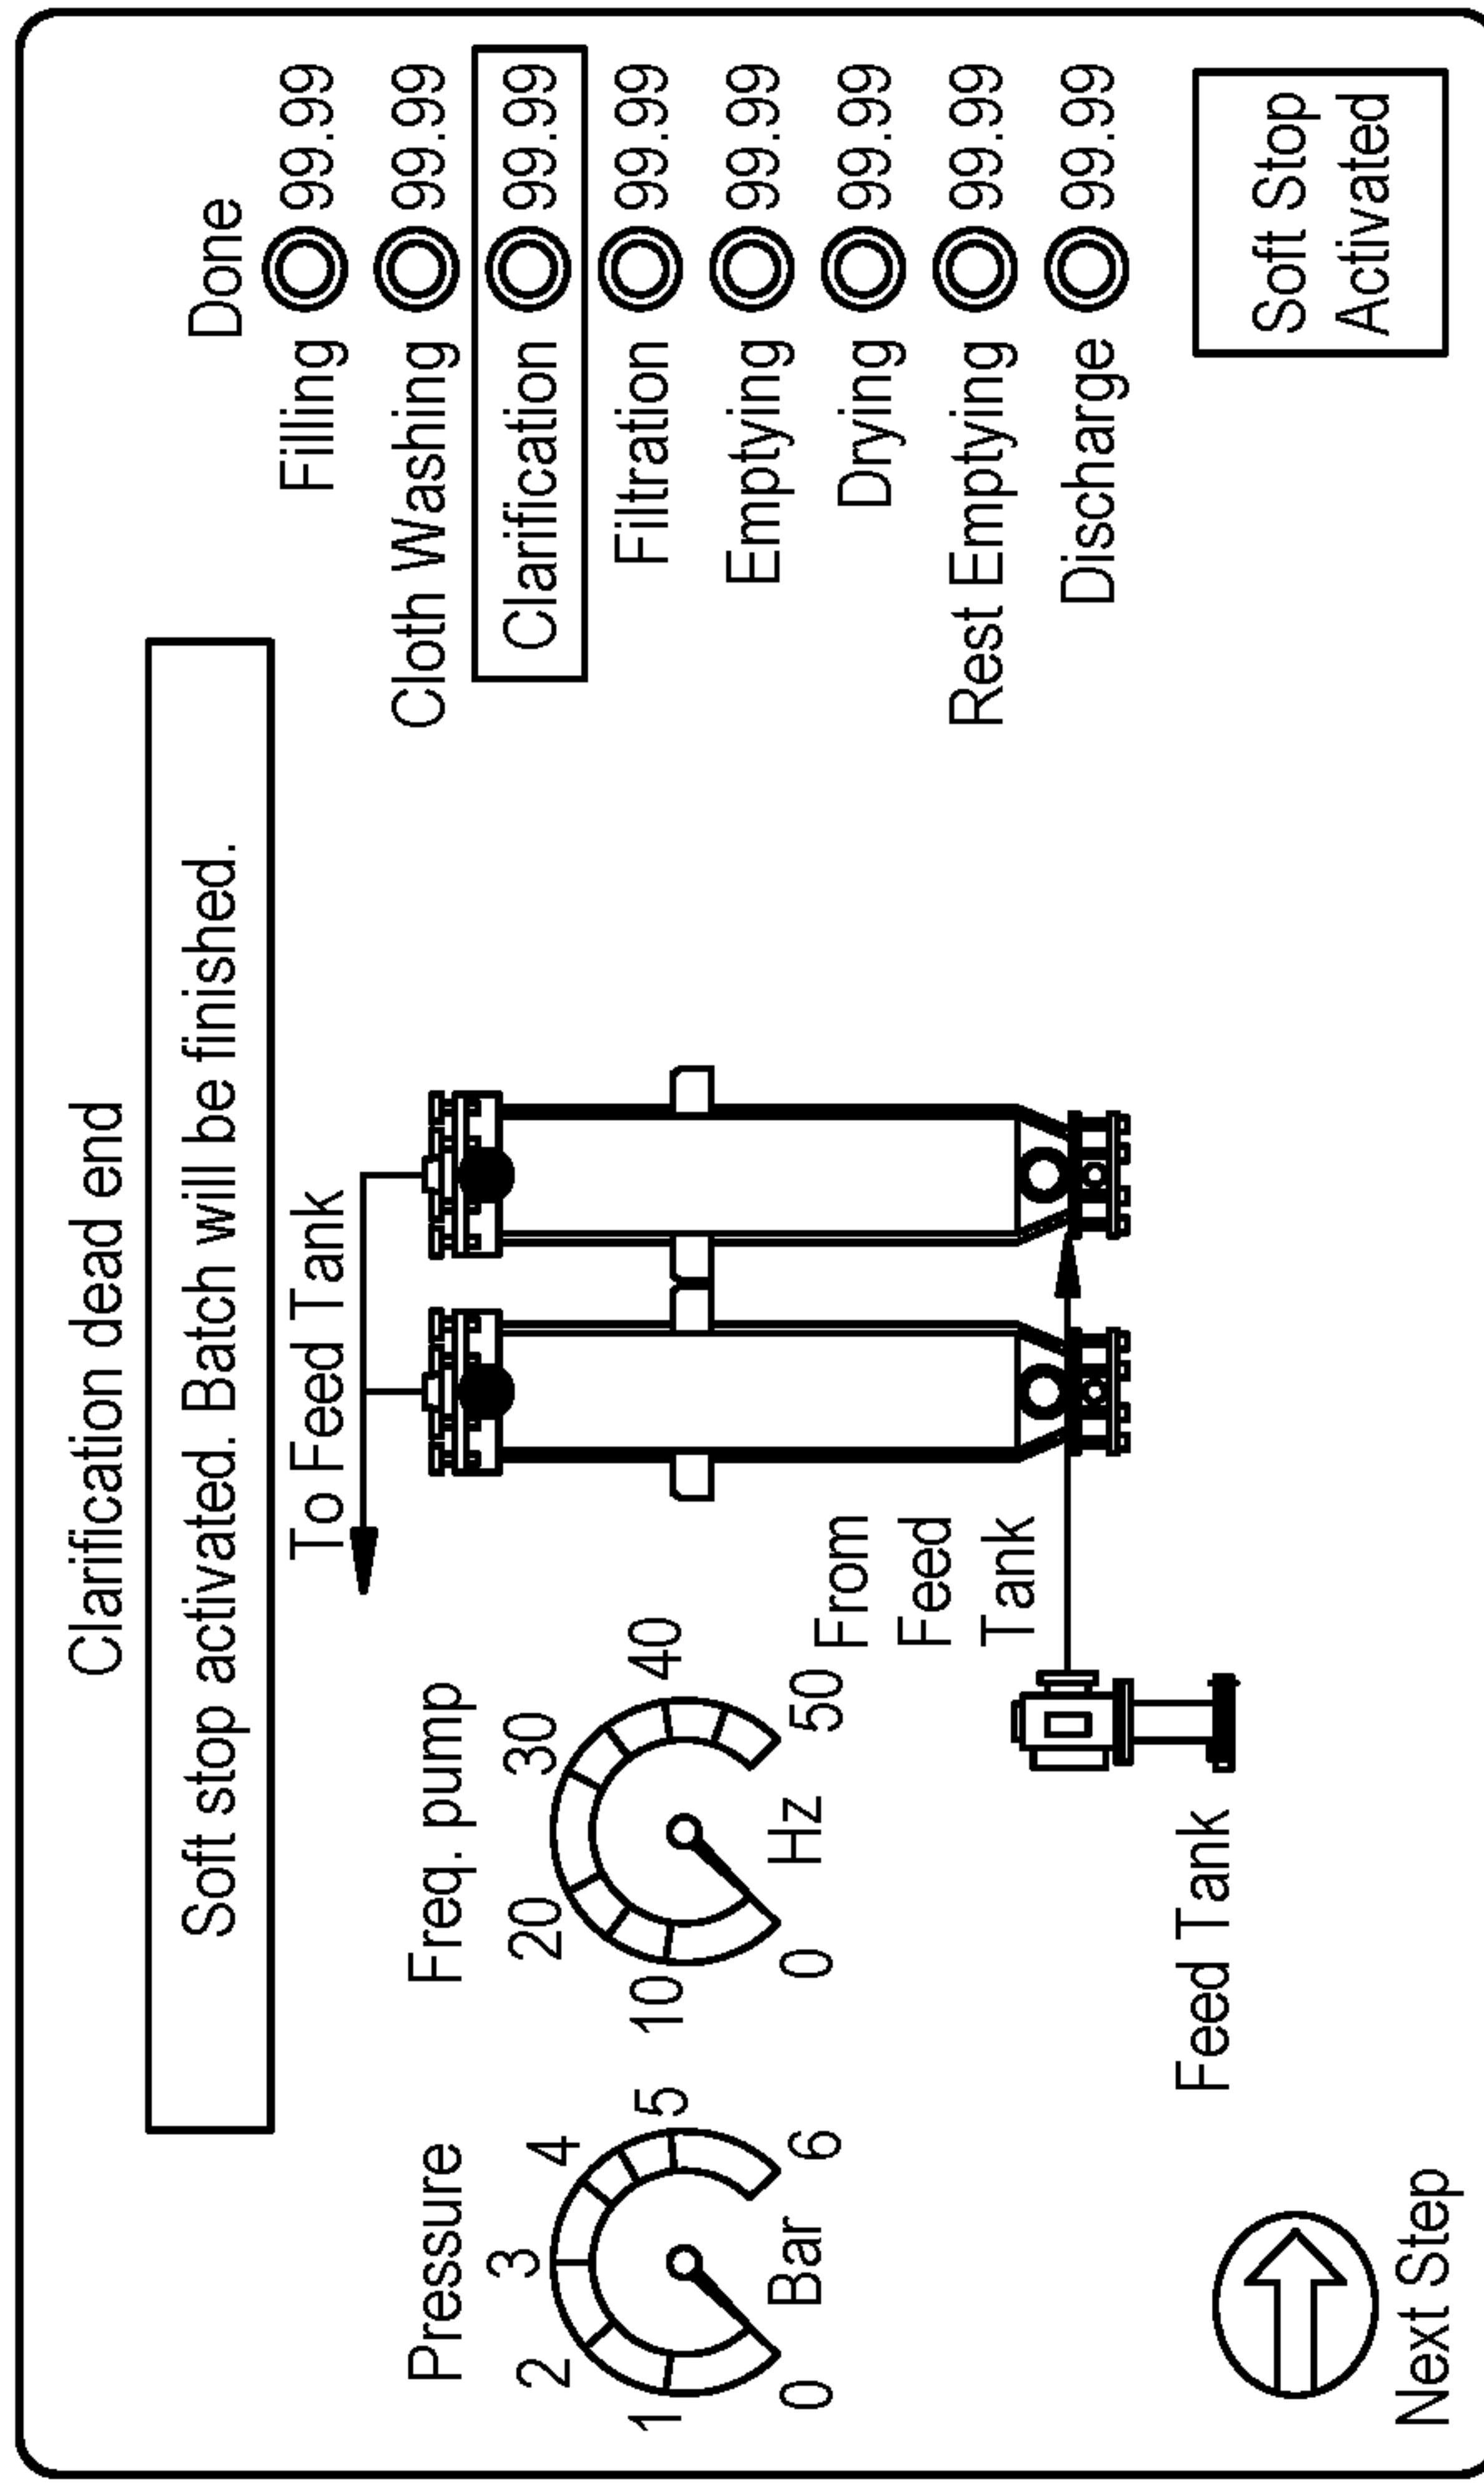 Clarification dead end
Soft stop activated. Batch will be finished.
Done
Filling 99.99
Cloth Washing 99.99
Clarification 99.99
Filtration 99.99
Emptying 99.99
Drying 99.99
Rest Emptying 99.99
Discharge 99.99
To Feed Tank
Pressure
0 1 2 3 4 5 6
Bar
Freq. pump
0 10 20 30 40 50
Hz
From
Feed
Tank
Feed Tank
Next Step
Soft Stop
Activated